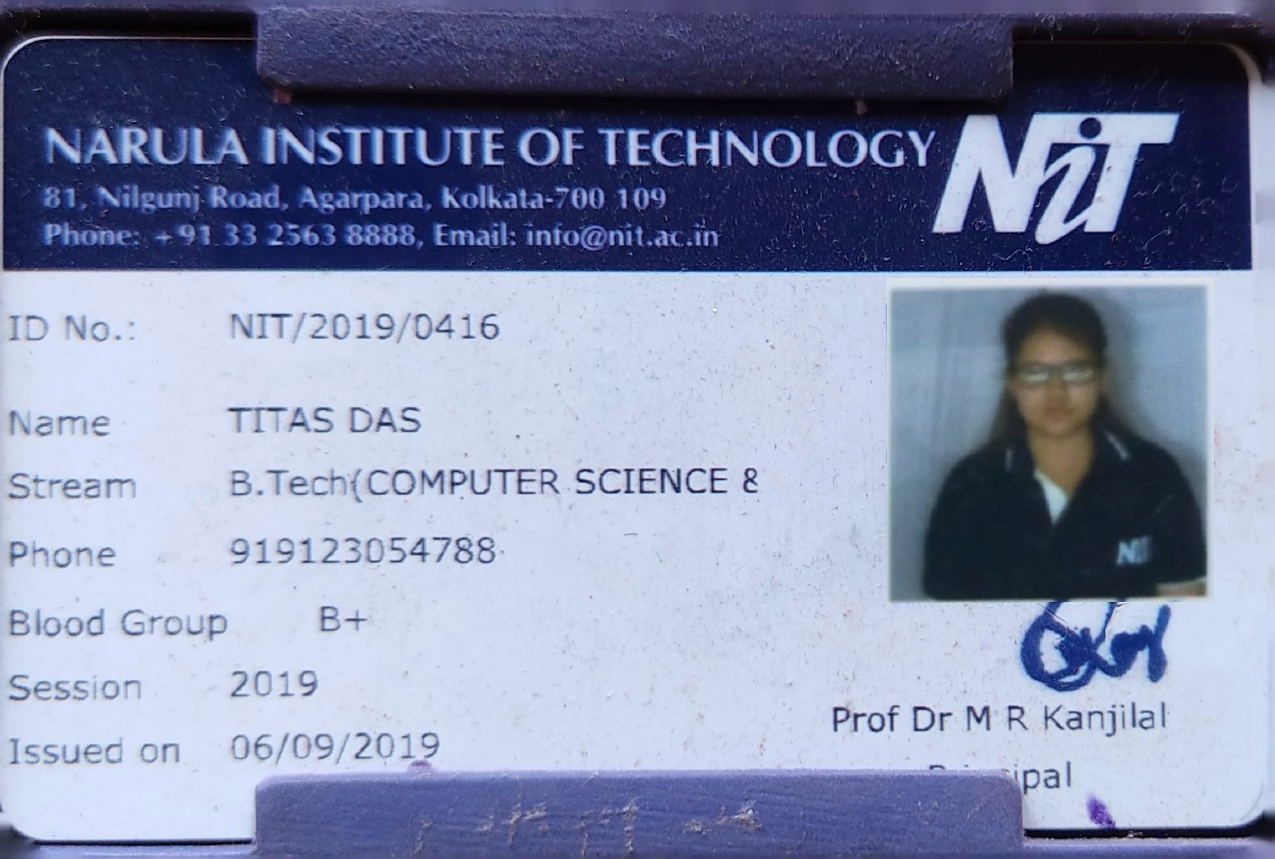 NARULA INSTITUTE OF TECHNOLOGY
NiT
81, Nilgunj Road, Agarpara, Kolkata-700 109
Phone: +91 33 2563 8888, Email: info@nit.ac.in
ID No.: NIT/2019/0416
Name TITAS DAS
Stream B.Tech(COMPUTER SCIENCE &
Phone 919123054788
Blood Group B+
Session 2019
Issued on 06/09/2019
Prof Dr M R Kanjilal
Principal